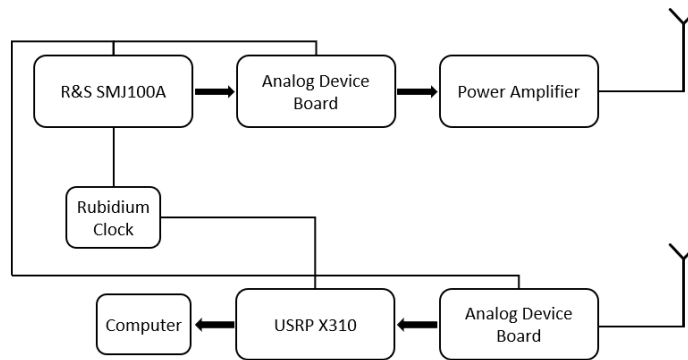 R&S SMJ100A
Analog Device
Board
Power Amplifier
Rubidium
Clock
Computer
USRP X310
Analog Device
Board